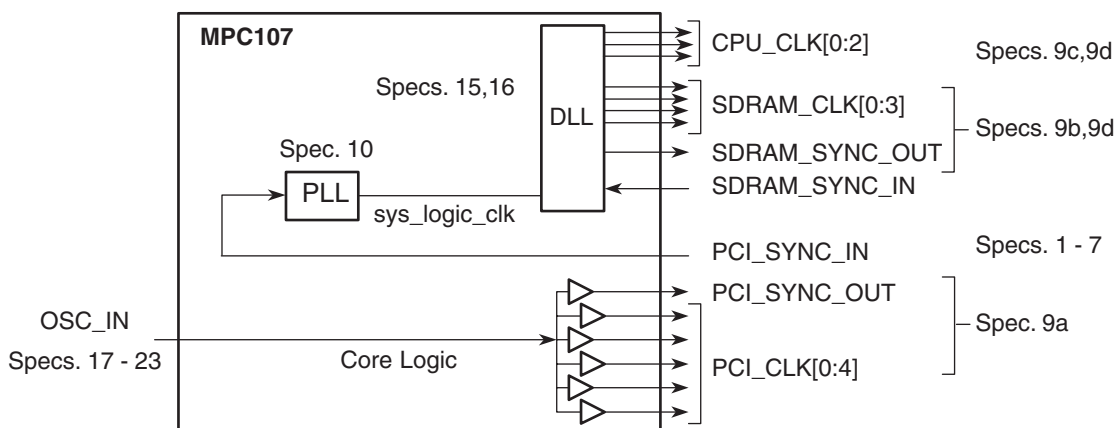 MPC107
CPU_CLK[0:2]
Specs. 9c,9d
Specs. 15,16
DLL
SDRAM_CLK[0:3]
Specs. 9b,9d
Spec. 10
SDRAM_SYNC_OUT
PLL
SDRAM_SYNC_IN
sys_logic_clk
PCI_SYNC_IN
Specs. 1 - 7
PCI_SYNC_OUT
OSC_IN
Spec. 9a
Specs. 17 - 23
Core Logic
PCI_CLK[0:4]